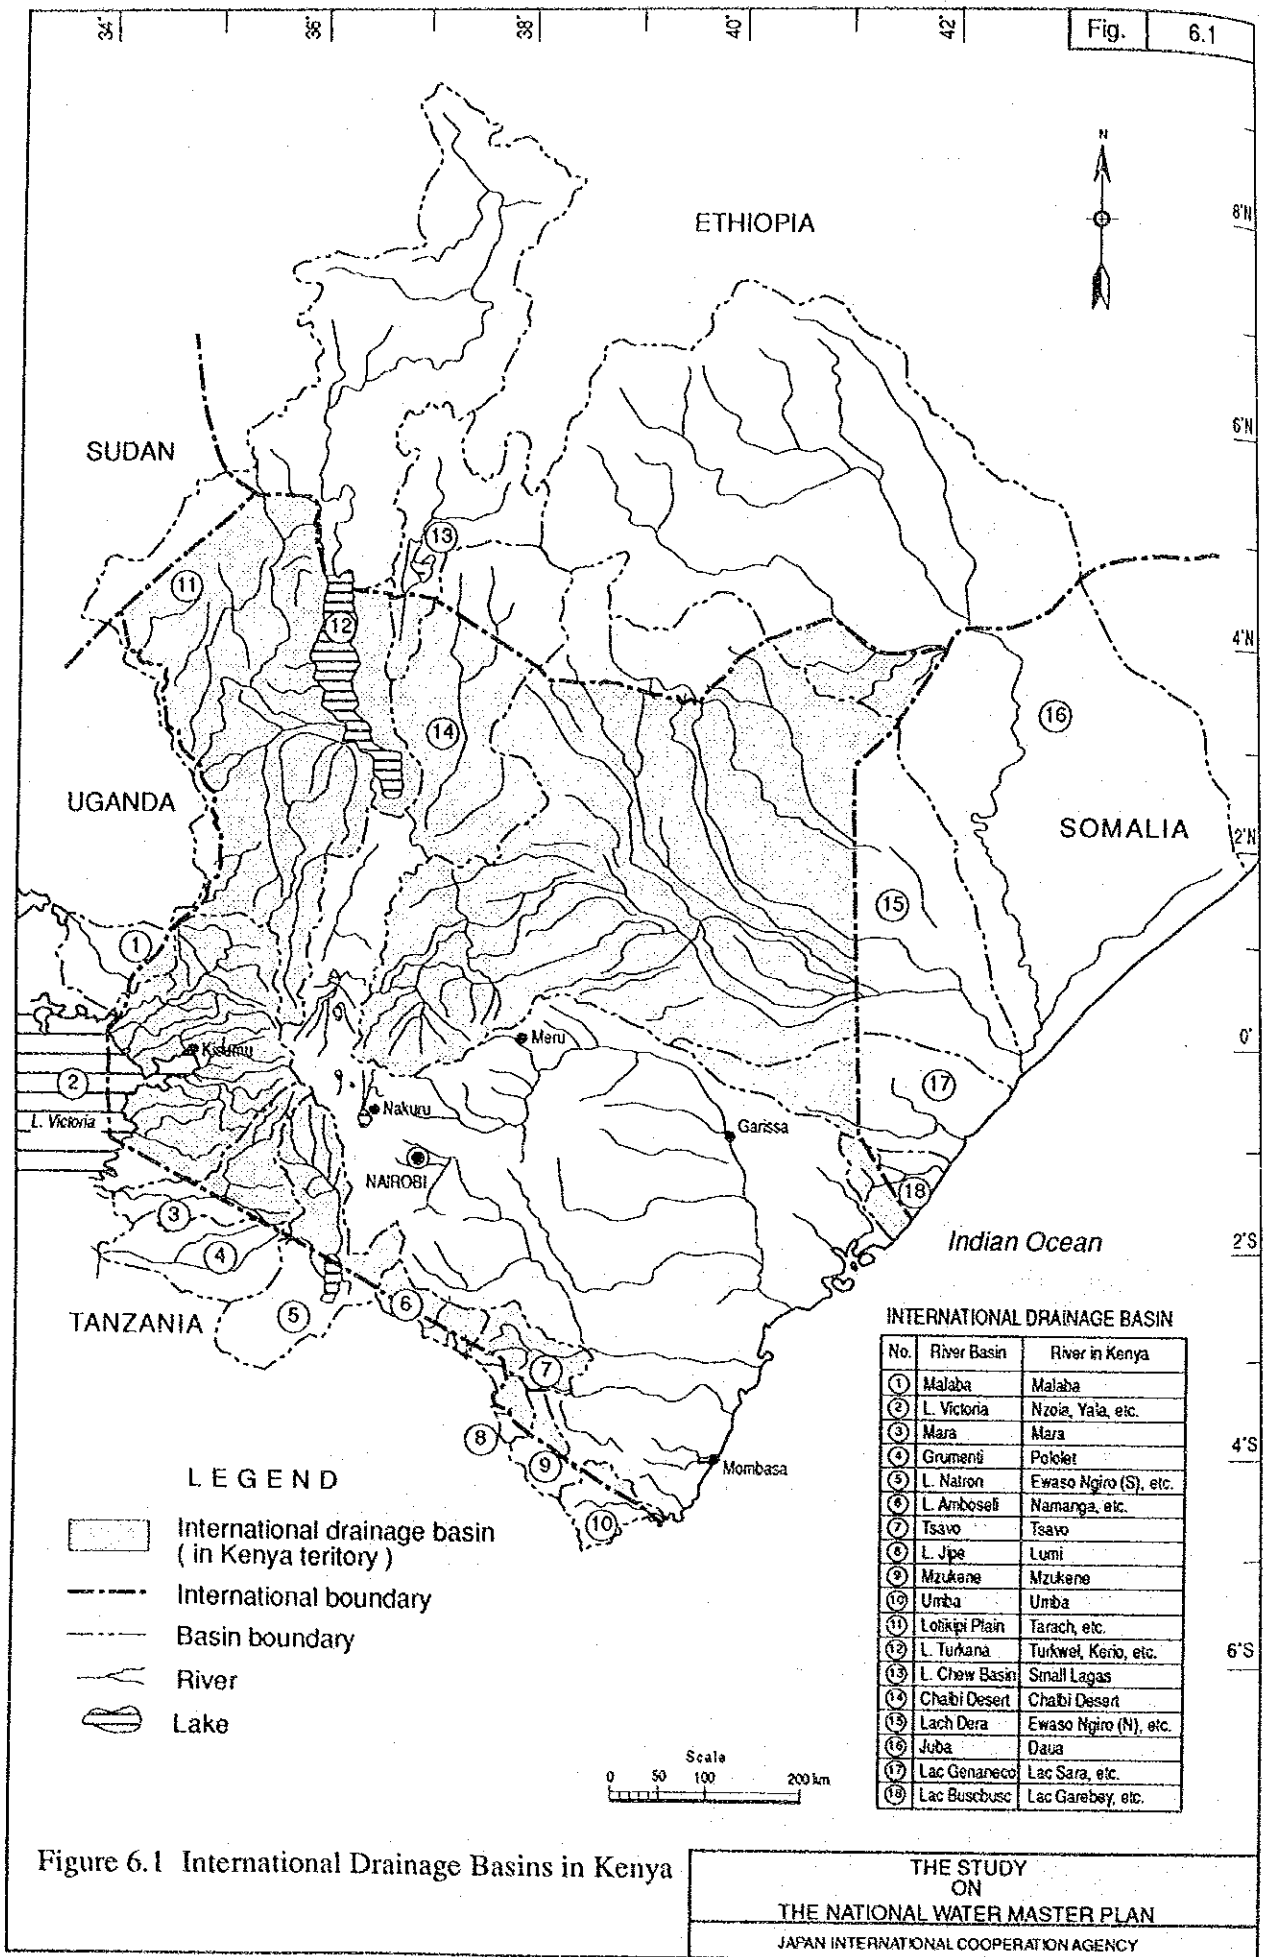 34° 36° 38° 40° 42°
Fig. 6.1
N
ETHIOPIA
8°N
SUDAN
6°N
13
11
12
4°N
16
14
UGANDA
SOMALIA
2°N
15
1
Kisumu
Meru
0°
2
17
Nakuru
L. Victoria
Garissa
NAIROBI
18
3
Indian Ocean
2°S
4
5
6
TANZANIA
7
8
9
Mombasa
4°S
10
6°S
INTERNATIONAL DRAINAGE BASIN
No. River Basin River in Kenya
1 Malaba Malaba
2 L. Victoria Nzoia, Yala, etc.
3 Mara Mara
4 Grumenti Pololet
5 L. Natron Ewaso Ngiro (S), etc.
6 L. Amboseli Namanga, etc.
7 Tsavo Tsavo
8 L. Jipe Lumi
9 Mzukene Mzukene
10 Umba Umba
11 Lotikipi Plain Tarach, etc.
12 L. Turkana Turkwel, Kerio, etc.
13 L. Chew Basin Small Lagas
14 Chalbi Desert Chalbi Desert
15 Lach Dera Ewaso Ngiro (N), etc.
16 Juba Daua
17 Lac Genaneco Lac Sara, etc.
18 Lac Buscbusc Lac Garebey, etc.
LEGEND
International drainage basin
( in Kenya teritory )
International boundary
Basin boundary
River
Lake
Scale
0 50 100 200 km
Figure 6.1 International Drainage Basins in Kenya
THE STUDY
ON
THE NATIONAL WATER MASTER PLAN
JAPAN INTERNATIONAL COOPERATION AGENCY